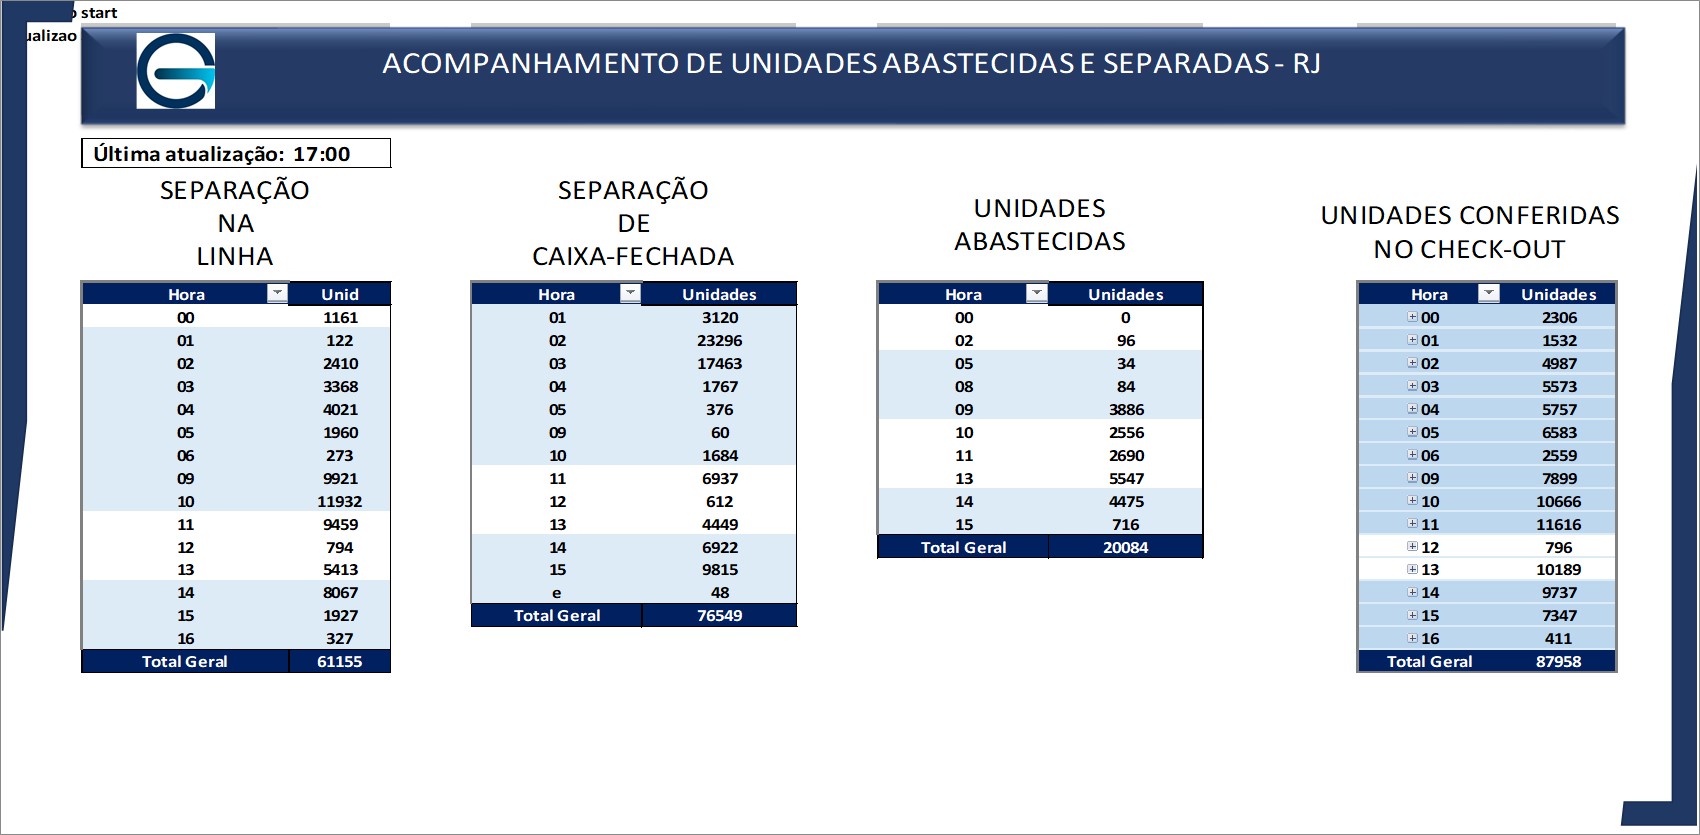 start
ACOMPANHAMENTO DE UNIDADES ABASTECIDAS E SEPARADAS - RJ
Última atualização: 17:00
SEPARAÇÃO
NA
LINHA
Hora Unid
00 1161
01 122
02 2410
03 3368
04 4021
05 1960
06 273
09 9921
10 11932
11 9459
12 794
13 5413
14 8067
15 1927
16 327
Total Geral 61155
SEPARAÇÃO
DE
CAIXA-FECHADA
Hora Unidades
01 3120
02 23296
03 17463
04 1767
05 376
09 60
10 1684
11 6937
12 612
13 4449
14 6922
15 9815
e 48
Total Geral 76549
UNIDADES
ABASTECIDAS
Hora Unidades
00 0
02 96
05 34
08 84
09 3886
10 2556
11 2690
13 5547
14 4475
15 716
Total Geral 20084
UNIDADES CONFERIDAS
NO CHECK-OUT
Hora Unidades
00 2306
01 1532
02 4987
03 5573
04 5757
05 6583
06 2559
09 7899
10 10666
11 11616
12 796
13 10189
14 9737
15 7347
16 411
Total Geral 87958